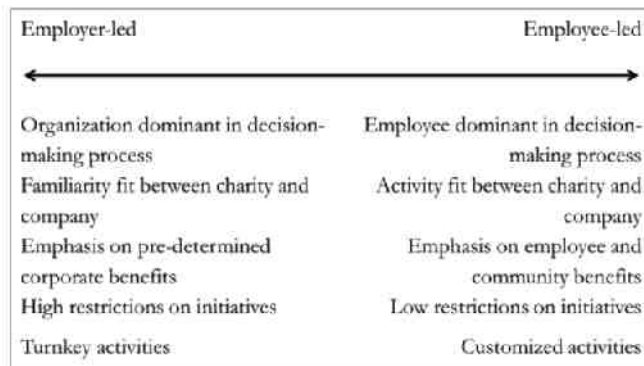 Employer-led
Employee-led
Organization dominant in decision-
making process
Employee dominant in decision-
making process
Familiarity fit between charity and
company
Activity fit between charity and
company
Emphasis on pre-determined
corporate benefits
Emphasis on employee and
community benefits
High restrictions on initiatives
Low restrictions on initiatives
Turnkey activities
Customized activities